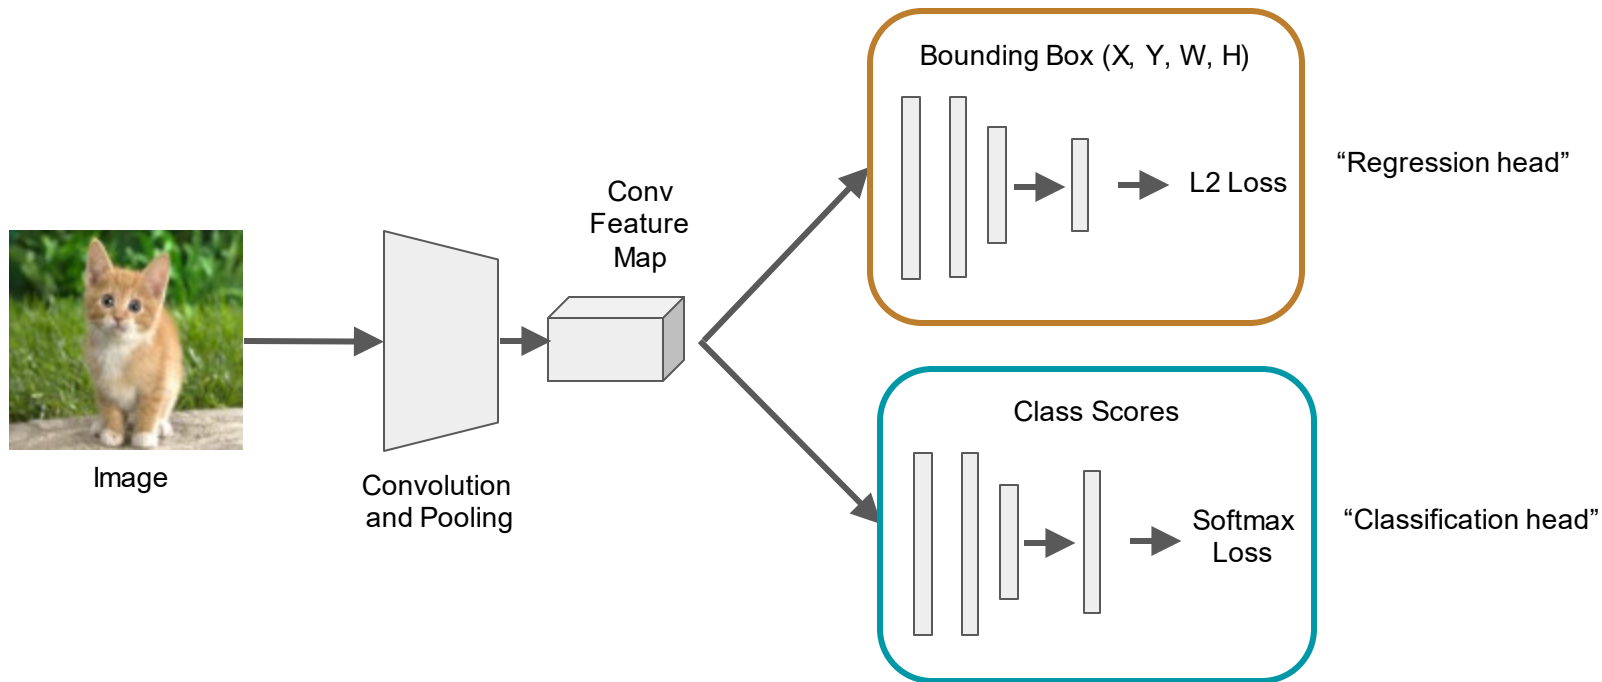 Image
Convolution
and Pooling
Conv
Feature
Map
Bounding Box (X, Y, W, H)
L2 Loss
“Regression head”
Class Scores
Softmax
Loss
“Classification head”